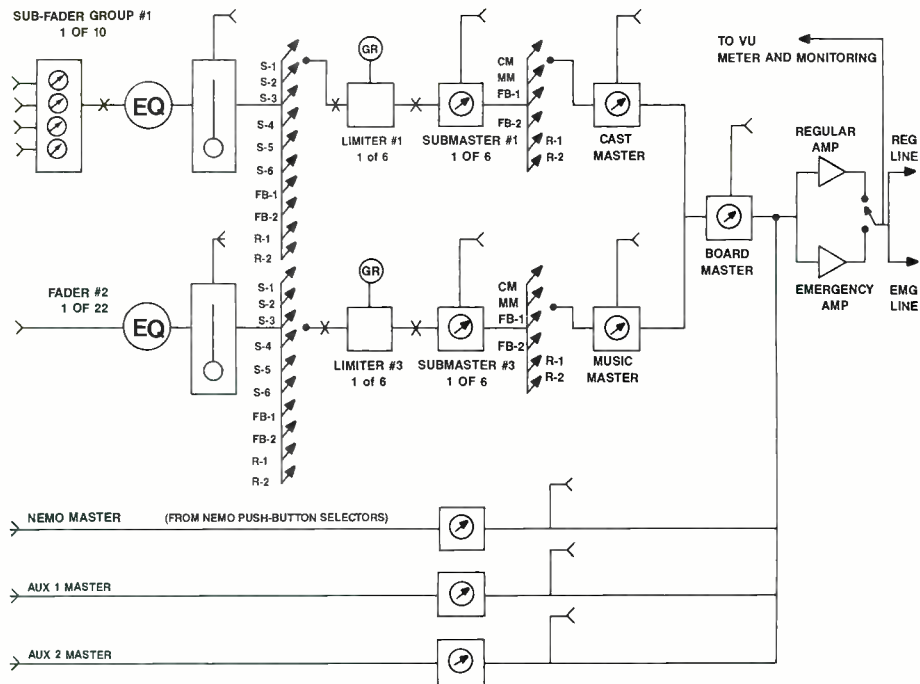 SUB-FADER GROUP #1
1 OF 10
EQ
S-1
S-2
S-3
S-4
S-5
S-6
FB-1
FB-2
R-1
R-2
GR
LIMITER #1
1 of 6
SUBMASTER #1
1 OF 6
CM
MM
FB-1
FB-2
R-1
R-2
CAST
MASTER
TO VU
METER AND MONITORING
BOARD
MASTER
REGULAR
AMP
REG
LINE
EMERGENCY
AMP
EMG
LINE
FADER #2
1 OF 22
EQ
S-1
S-2
S-3
S-4
S-5
S-6
FB-1
FB-2
R-1
R-2
GR
LIMITER #3
1 of 6
SUBMASTER #3
1 OF 6
CM
MM
FB-1
FB-2
R-1
R-2
MUSIC
MASTER
NEMO MASTER (FROM NEMO PUSH-BUTTON SELECTORS)
AUX 1 MASTER
AUX 2 MASTER